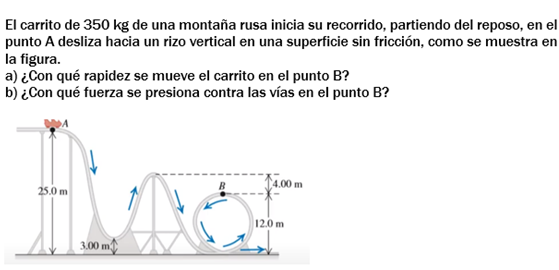 El carrito de 350 kg de una montaña rusa inicia su recorrido, partiendo del reposo, en el
punto A desliza hacia un rizo vertical en una superficie sin fricción, como se muestra en
la figura.
a) ¿Con qué rapidez se mueve el carrito en el punto B?
b) ¿Con qué fuerza se presiona contra las vías en el punto B?
A
25.0 m
3.00 m
B
4.00 m
12.0 m